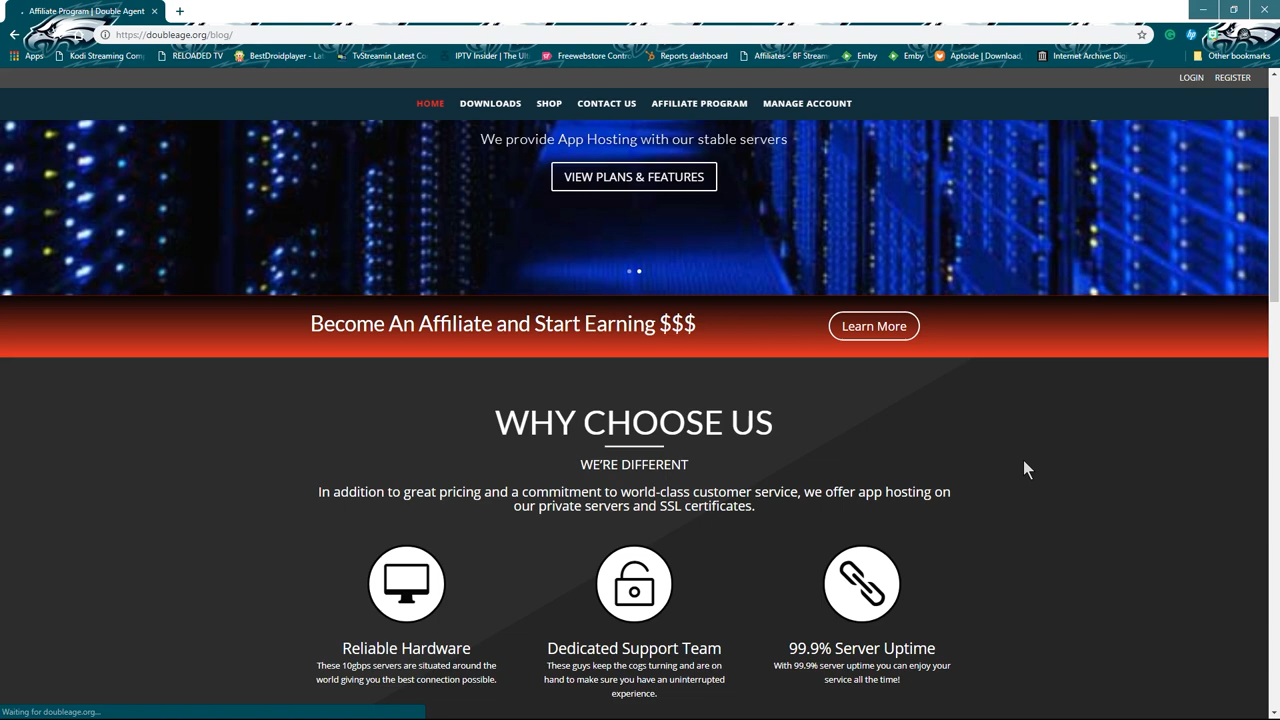 Affiliate Program | Double Agent
https://doubleage.org/blog/
Apps Kodi Streaming Com RELOADED TV BestDroidplayer - Lat TvStreamin Latest Co IPTV Insider | The Ult Freewebstore Contro Reports dashboard Affiliates - BF Stream Emby Emby Aptoide | Download, Internet Archive: Dig Other bookmarks
LOGIN REGISTER
HOME DOWNLOADS SHOP CONTACT US AFFILIATE PROGRAM MANAGE ACCOUNT
We provide App Hosting with our stable servers
VIEW PLANS & FEATURES
Become An Affiliate and Start Earning $$$
Learn More
WHY CHOOSE US
WE'RE DIFFERENT
In addition to great pricing and a commitment to world-class customer service, we offer app hosting on
our private servers and SSL certificates.
Reliable Hardware
These 10gbps servers are situated around the
world giving you the best connection possible.
Dedicated Support Team
These guys keep the cogs turning and are on
hand to make sure you have an uninterrupted
experience.
99.9% Server Uptime
With 99.9% server uptime you can enjoy your
service all the time!
Waiting for doubleage.org...